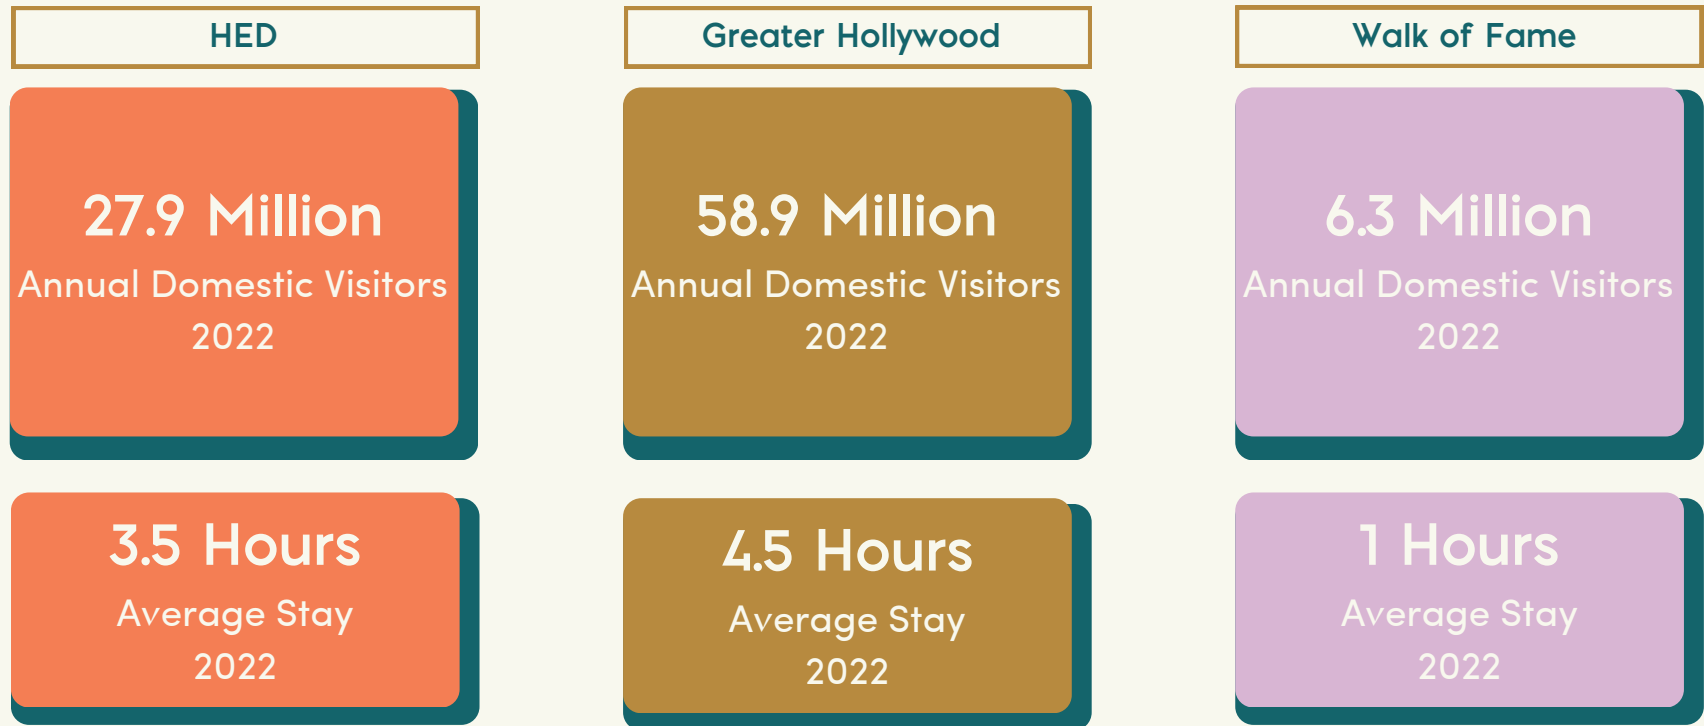 HED
27.9 Million
Annual Domestic Visitors
2022
3.5 Hours
Average Stay
2022
Greater Hollywood
58.9 Million
Annual Domestic Visitors
2022
4.5 Hours
Average Stay
2022
Walk of Fame
6.3 Million
Annual Domestic Visitors
2022
1 Hours
Average Stay
2022